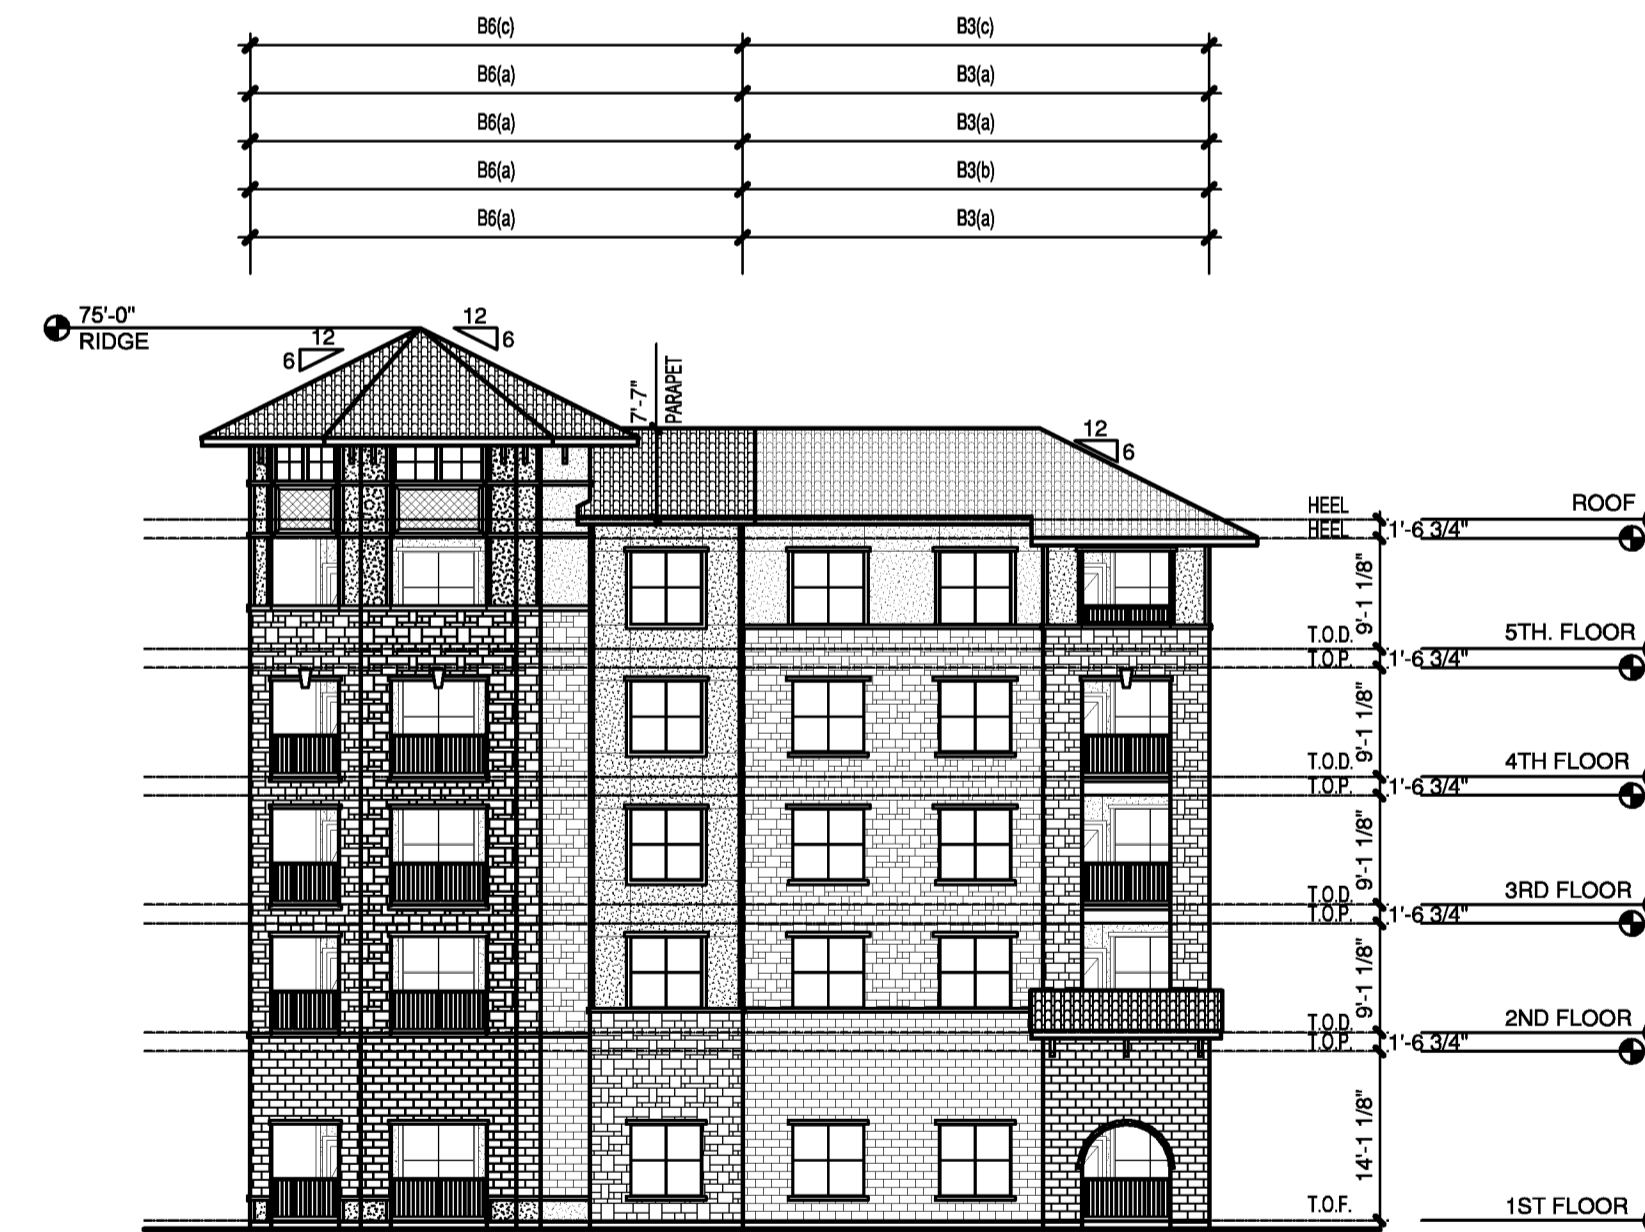 B6(c) B3(c)
B6(a) B3(a)
B6(a) B3(a)
B6(a) B3(b)
B6(a) B3(a)
75'-0"
RIDGE
12
6
12
6
7'-7"
PARAPET
12
6
HEEL
HEEL
ROOF
1'-6 3/4"
9'-1 1/8"
T.O.D.
T.O.P.
5TH. FLOOR
1'-6 3/4"
9'-1 1/8"
T.O.D.
T.O.P.
4TH FLOOR
1'-6 3/4"
9'-1 1/8"
T.O.D.
T.O.P.
3RD FLOOR
1'-6 3/4"
9'-1 1/8"
T.O.D.
T.O.P.
2ND FLOOR
1'-6 3/4"
14'-1 1/8"
T.O.F.
1ST FLOOR